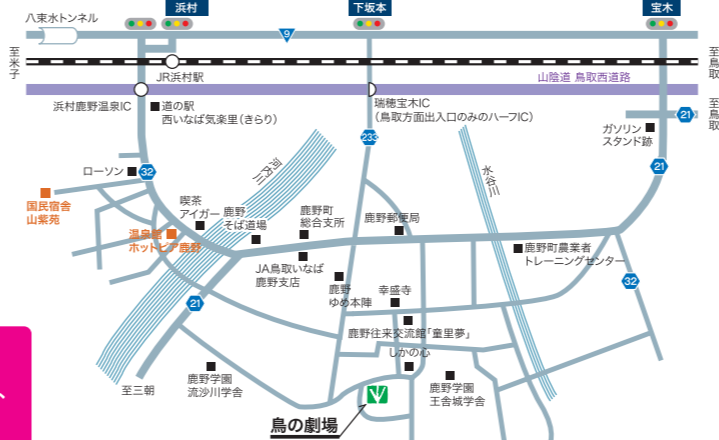 浜村
下坂本
宝木
八束水トンネル
9
至米子
至鳥取
JR浜村駅
山陰道 鳥取西道路
浜村鹿野温泉IC
道の駅
西いなば気楽里（きらり）
瑞穂宝木IC
（鳥取方面出入口のみのハーフIC）
至鳥取
21
ガソリン
スタンド跡
233
河内川
水谷川
21
ローソン
32
国民宿舎
山紫苑
喫茶
アイガー
鹿野
そば道場
鹿野町
総合支所
鹿野郵便局
温泉館
ホットピア鹿野
鹿野町農業者
トレーニングセンター
JA鳥取いなば
鹿野支店
32
鹿野
ゆめ本陣
幸盛寺
21
鹿野往来交流館「童里夢」
しかの心
至三朝
鹿野学園
流沙川学舎
鹿野学園
王舎城学舎
鳥の劇場